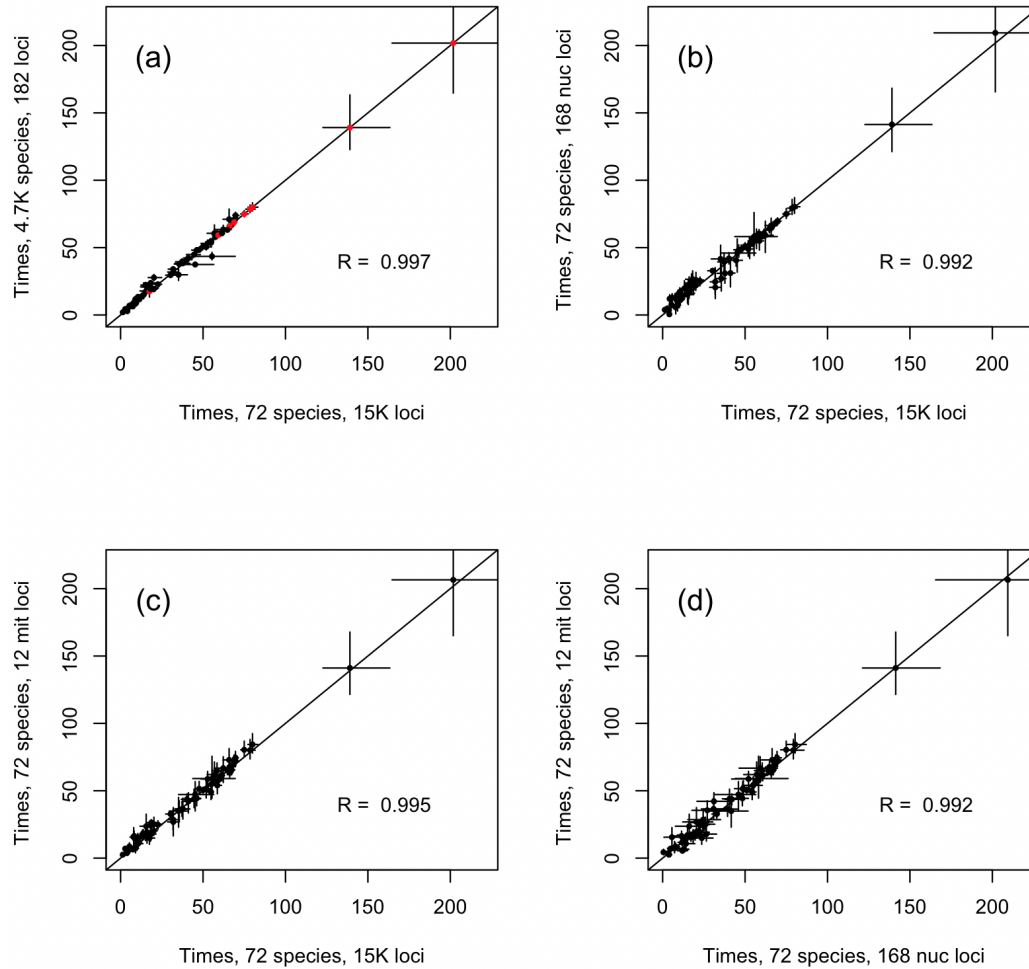 (a)
Times, 4.7K species, 182 loci
200
150
100
50
0
R = 0.997
0 50 100 150 200
Times, 72 species, 15K loci
(b)
Times, 72 species, 168 nuc loci
200
150
100
50
0
R = 0.992
0 50 100 150 200
Times, 72 species, 15K loci
(c)
Times, 72 species, 12 mit loci
200
150
100
50
0
R = 0.995
0 50 100 150 200
Times, 72 species, 15K loci
(d)
Times, 72 species, 12 mit loci
200
150
100
50
0
R = 0.992
0 50 100 150 200
Times, 72 species, 168 nuc loci